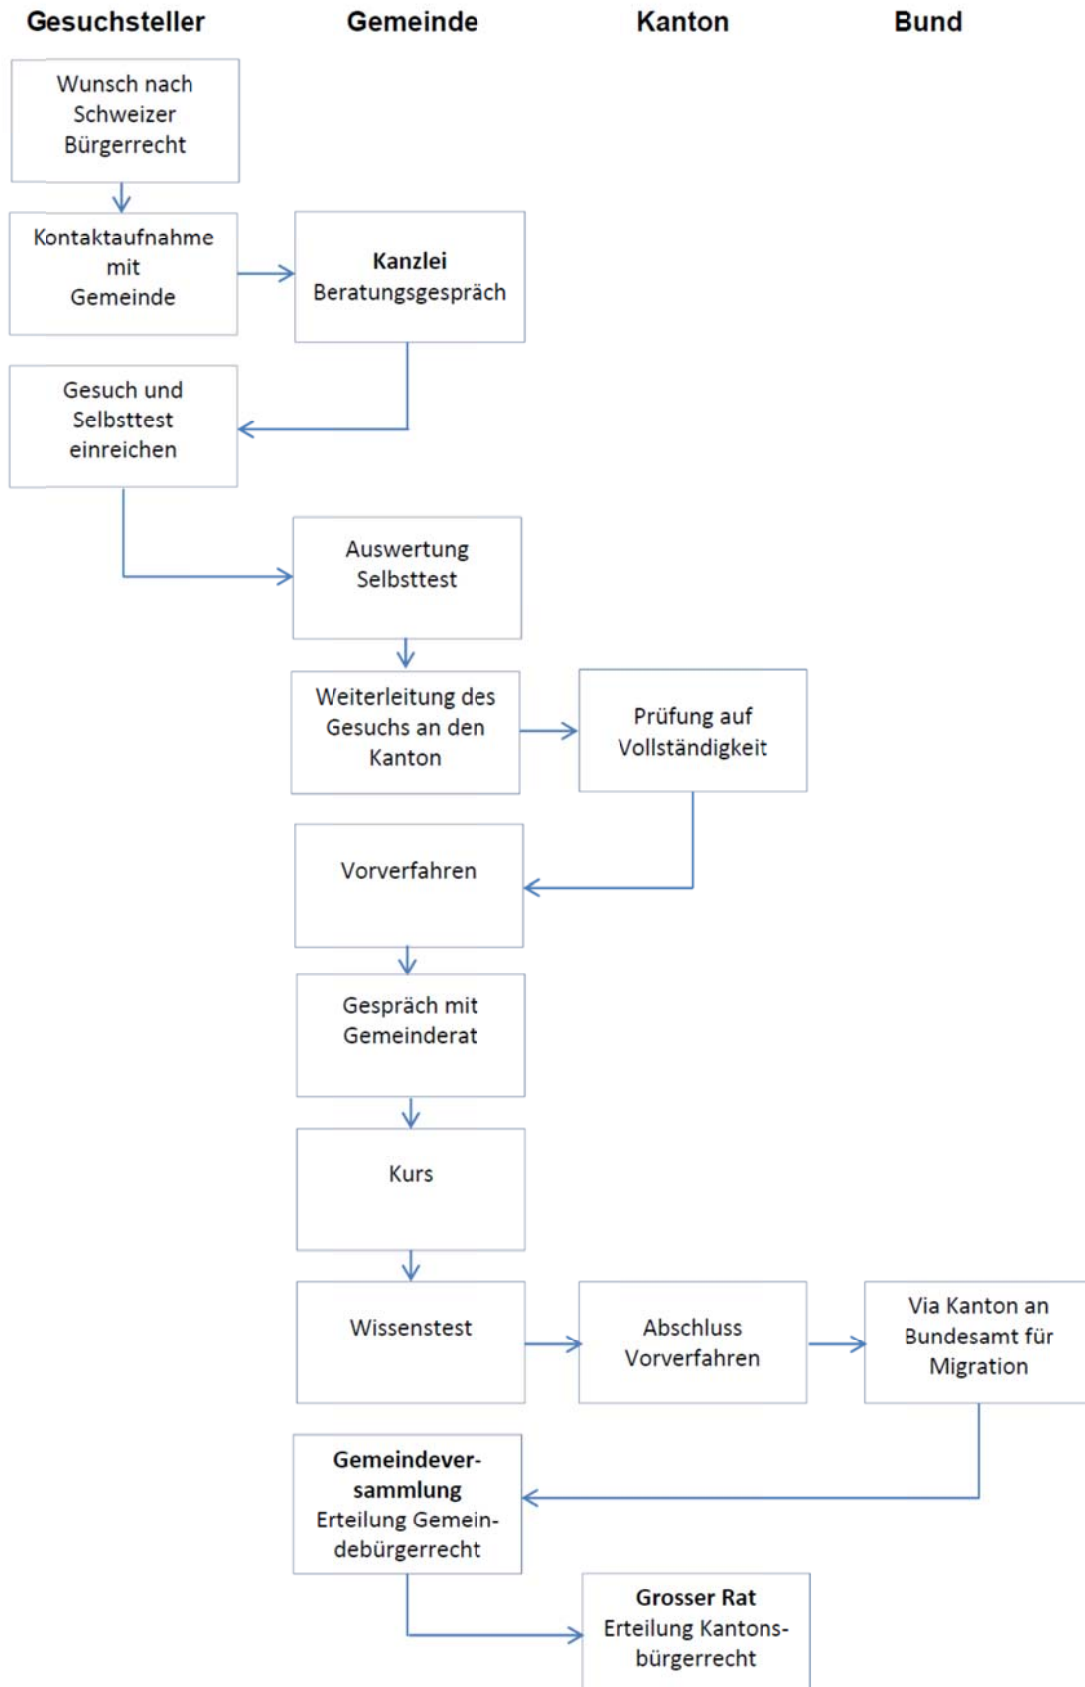 Gesuchsteller Gemeinde Kanton Bund
Wunsch nach
Schweizer
Bürgerrecht
Kontaktaufnahme
mit
Gemeinde
Kanzlei
Beratungsgespräch
Gesuch und
Selbsttest
einreichen
Auswertung
Selbsttest
Weiterleitung des
Gesuchs an den
Kanton
Prüfung auf
Vollständigkeit
Vorverfahren
Gespräch mit
Gemeinderat
Kurs
Wissenstest
Abschluss
Vorverfahren
Via Kanton an
Bundesamt für
Migration
Gemeindever-
sammlung
Erteilung Gemein-
debürgerrecht
Grosser Rat
Erteilung Kantons-
bürgerrecht